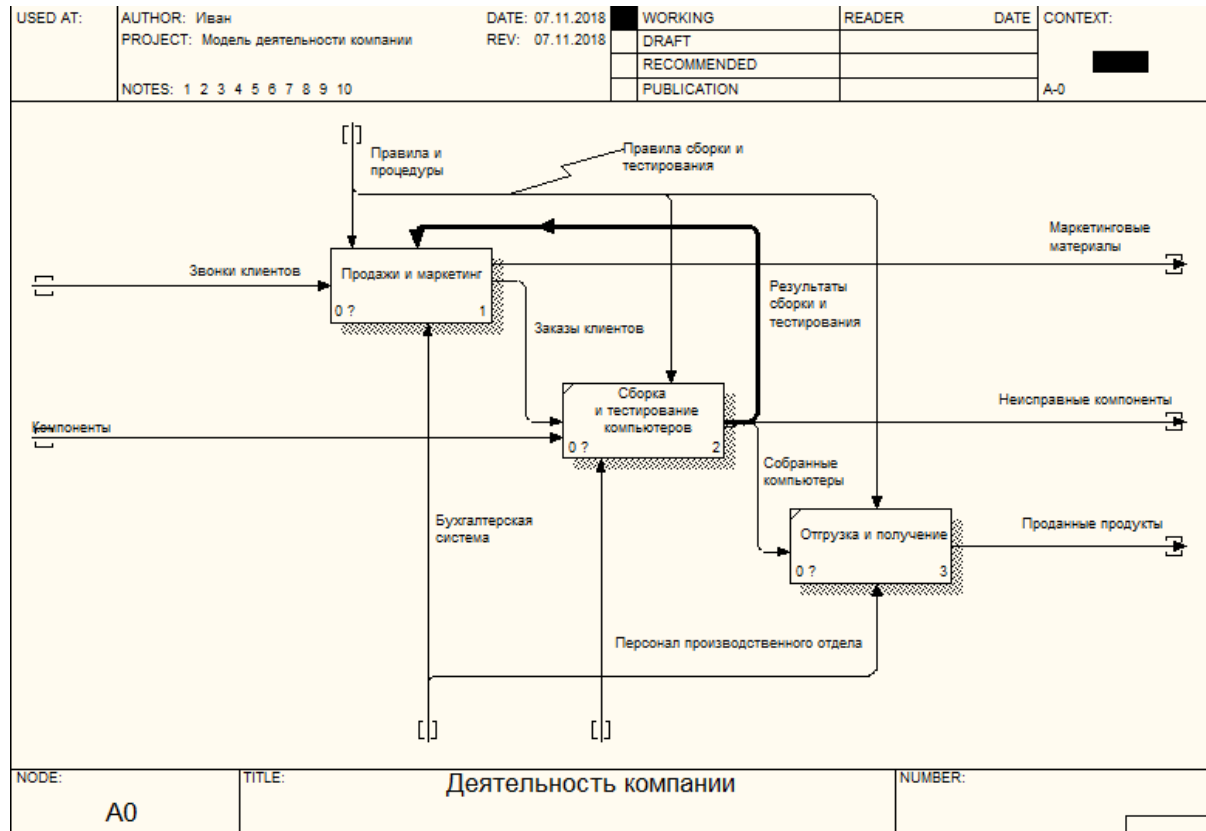 USED AT:
AUTHOR: Иван
DATE: 07.11.2018
WORKING
READER
DATE
CONTEXT:
PROJECT: Модель деятельности компании
REV: 07.11.2018
DRAFT
RECOMMENDED
NOTES: 1 2 3 4 5 6 7 8 9 10
PUBLICATION
A-0
Правила и
процедуры
Правила сборки и
тестирования
Маркетинговые
материалы
Звонки клиентов
Продажи и маркетинг
0 ?
1
Результаты
сборки и
тестирования
Заказы клиентов
Сборка
и тестирование
компьютеров
0 ?
2
Неисправные компоненты
Компоненты
Собранные
компьютеры
Бухгалтерская
система
Отгрузка и получение
0 ?
3
Проданные продукты
Персонал производственного отдела
NODE:
A0
TITLE:
Деятельность компании
NUMBER: